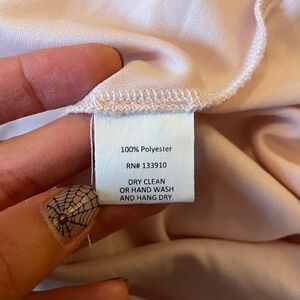 100% Polyester
RN# 133910
DRY CLEAN
OR HAND WASH
AND HANG DRY